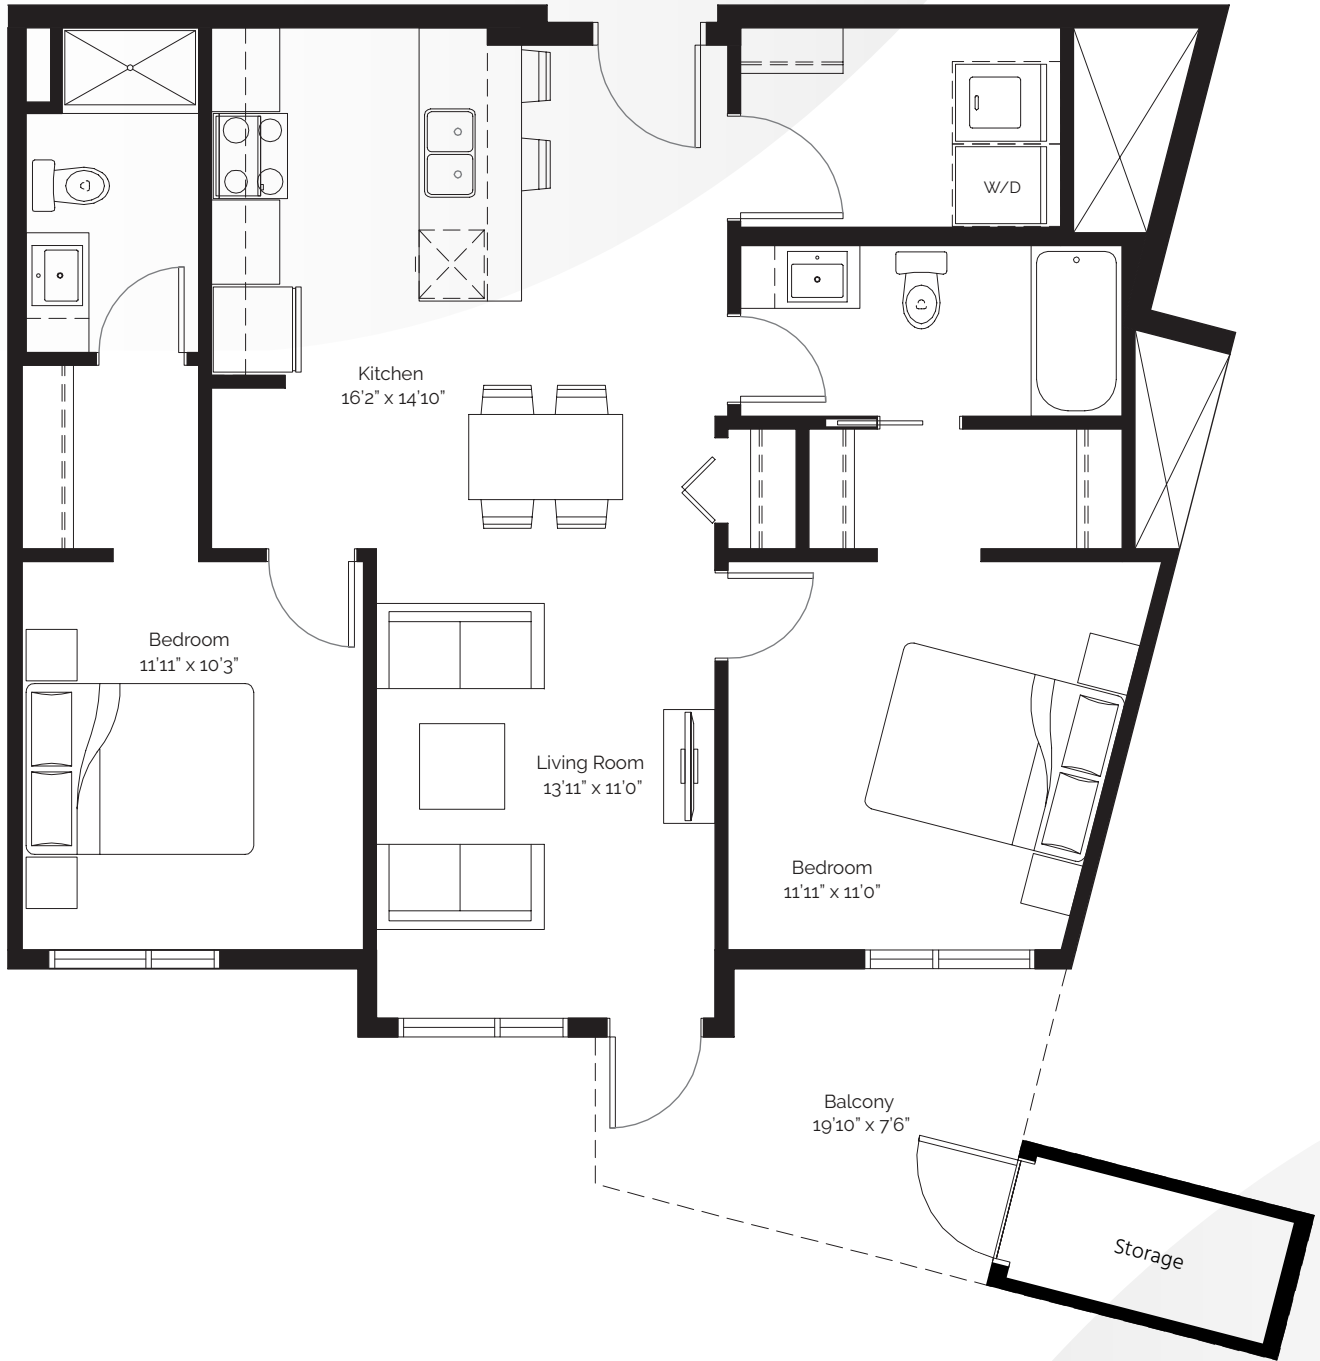 W/D
Kitchen
16'2" x 14'10"
Bedroom
11'11" x 10'3"
Living Room
13'11" x 11'0"
Bedroom
11'11" x 11'0"
Balcony
19'10" x 7'6"
Storage